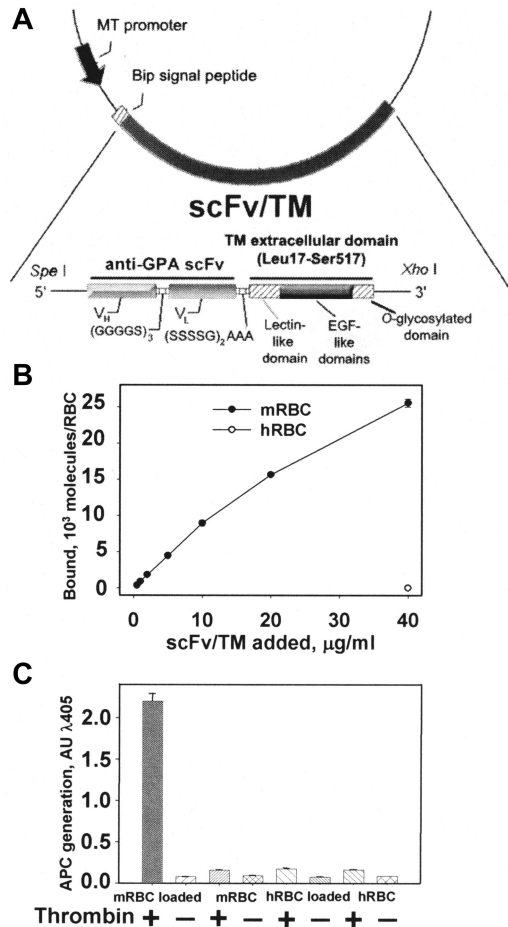 A
MT promoter
Bip signal peptide
scFv/TM
TM extracellular domain
(Leu17-Ser517)
anti-GPA scFv
Spe I
Xho I
5'
3'
VH
VL
(GGGGS)3
(SSSSG)2AAA
Lectin-
like
domain
EGF-
like
domains
O-glycosylated
domain
B
Bound, 10³ molecules/RBC
25
20
15
10
5
0
mRBC
hRBC
0 10 20 30 40
scFv/TM added, μg/ml
C
APC generation, AU λ405
2.0
1.5
1.0
0.5
0.0
mRBC loaded mRBC hRBC loaded hRBC
Thrombin + − + − + − + −